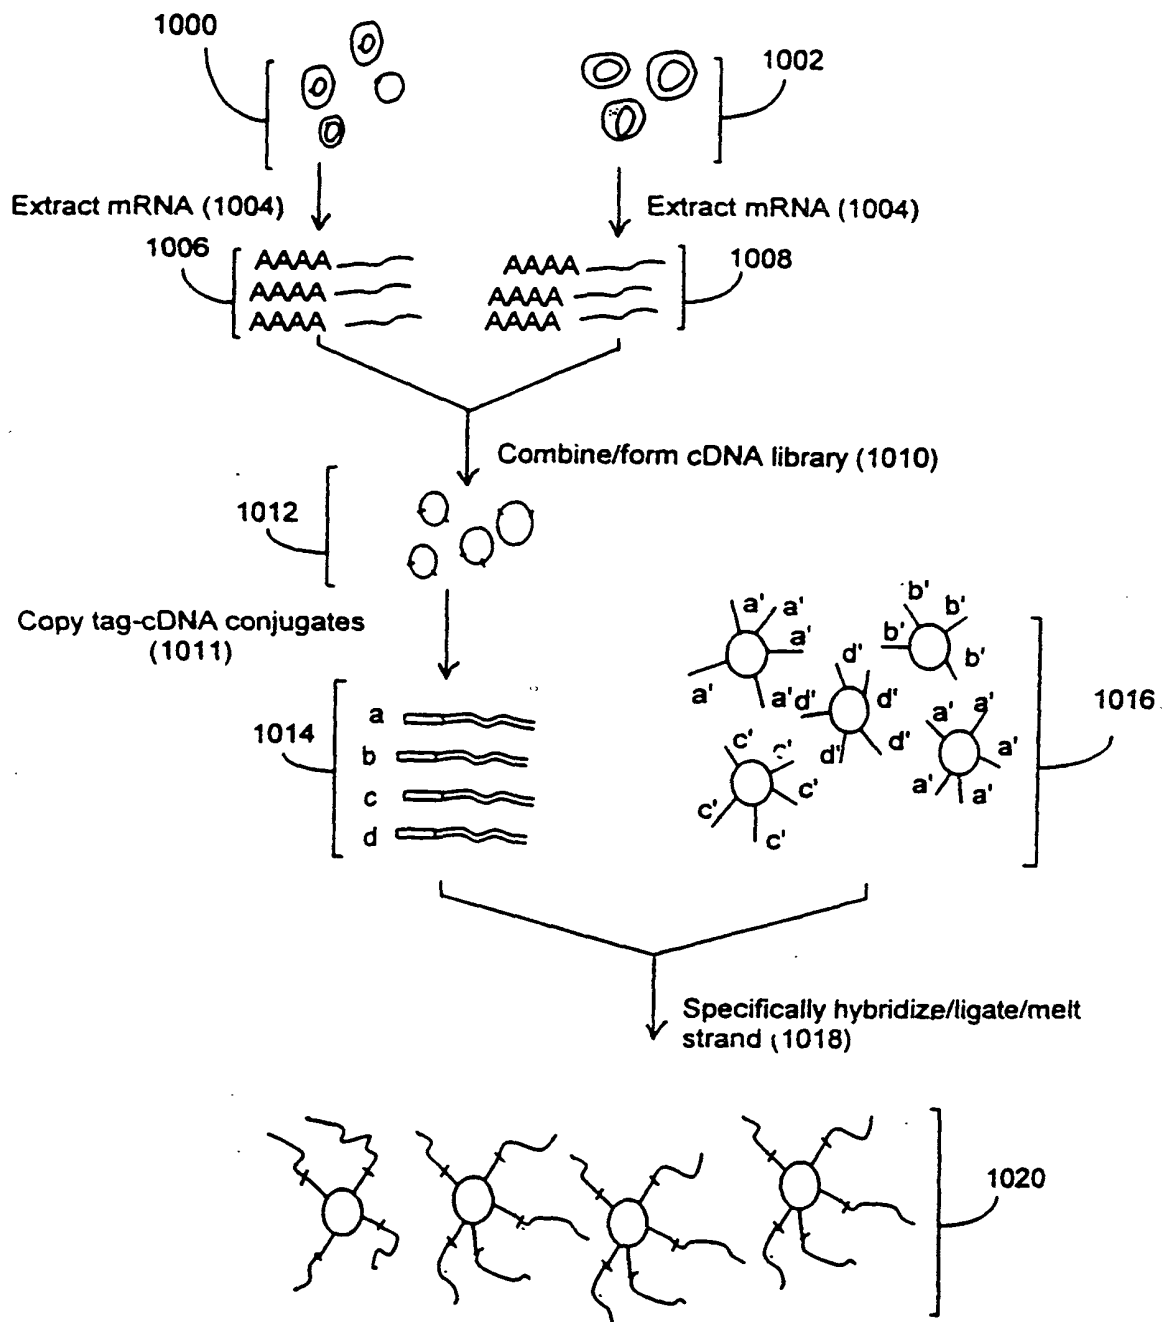 1000
1002
Extract mRNA (1004)
Extract mRNA (1004)
1006
AAAA
AAAA
AAAA
AAAA
AAAA
AAAA
1008
Combine/form cDNA library (1010)
1012
Copy tag-cDNA conjugates
(1011)
1014
a
b
c
d
a' a' a' a' a'
b' b' b' b'
d' d' d' d' d'
c' c' c' c' c'
a' a' a' a' a'
1016
Specifically hybridize/ligate/melt
strand (1018)
1020